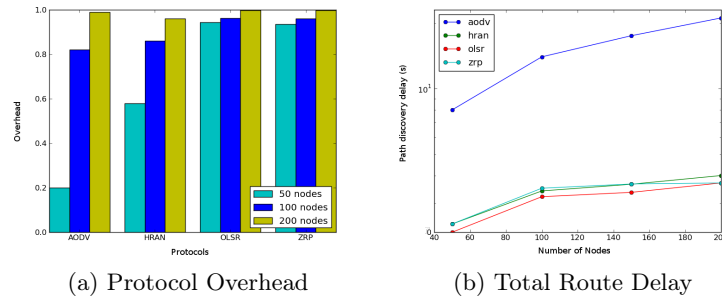 1.0
0.8
0.6
0.4
0.2
0.0
Overhead
AODV HRAN OLSR ZRP
Protocols
50 nodes
100 nodes
200 nodes
(a) Protocol Overhead
aodv
hran
olsr
zrp
Path discovery delay (s)
10¹
0
40 60 80 100 120 140 160 180 200
Number of Nodes
(b) Total Route Delay